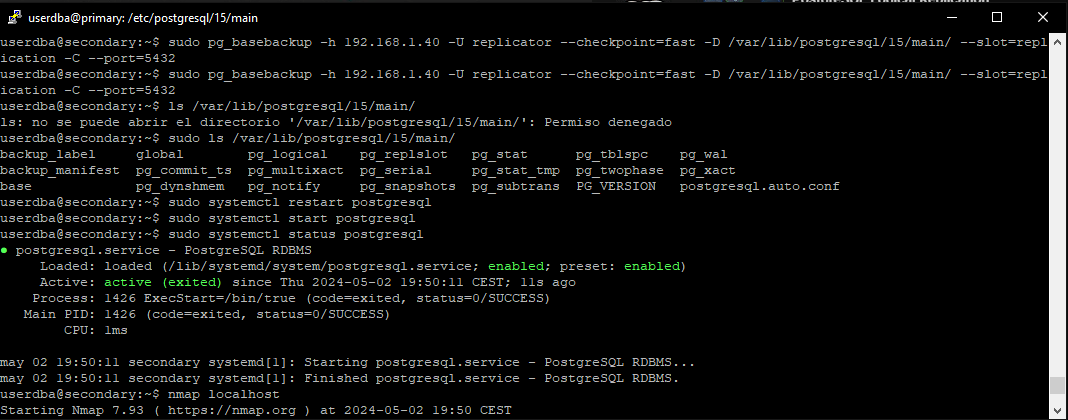 userdba@primary: /etc/postgresql/15/main
userdba@secondary:~$ sudo pg_basebackup -h 192.168.1.40 -U replicator --checkpoint=fast -D /var/lib/postgresql/15/main/ --slot=repl
ication -C --port=5432
userdba@secondary:~$ sudo pg_basebackup -h 192.168.1.40 -U replicator --checkpoint=fast -D /var/lib/postgresql/15/main/ --slot=repl
ication -C --port=5432
userdba@secondary:~$ ls /var/lib/postgresql/15/main/
ls: no se puede abrir el directorio '/var/lib/postgresql/15/main/': Permiso denegado
userdba@secondary:~$ sudo ls /var/lib/postgresql/15/main/
backup_label     global        pg_logical    pg_replslot   pg_stat      pg_tblspc    pg_wal
backup_manifest  pg_commit_ts  pg_multixact  pg_serial     pg_stat_tmp  pg_twophase  pg_xact
base             pg_dynshmem   pg_notify     pg_snapshots  pg_subtrans  PG_VERSION   postgresql.auto.conf
userdba@secondary:~$ sudo systemctl restart postgresql
userdba@secondary:~$ sudo systemctl start postgresql
userdba@secondary:~$ sudo systemctl status postgresql
● postgresql.service - PostgreSQL RDBMS
     Loaded: loaded (/lib/systemd/system/postgresql.service; enabled; preset: enabled)
     Active: active (exited) since Thu 2024-05-02 19:50:11 CEST; 11s ago
    Process: 1426 ExecStart=/bin/true (code=exited, status=0/SUCCESS)
   Main PID: 1426 (code=exited, status=0/SUCCESS)
        CPU: 1ms
may 02 19:50:11 secondary systemd[1]: Starting postgresql.service - PostgreSQL RDBMS...
may 02 19:50:11 secondary systemd[1]: Finished postgresql.service - PostgreSQL RDBMS.
userdba@secondary:~$ nmap localhost
Starting Nmap 7.93 ( https://nmap.org ) at 2024-05-02 19:50 CEST